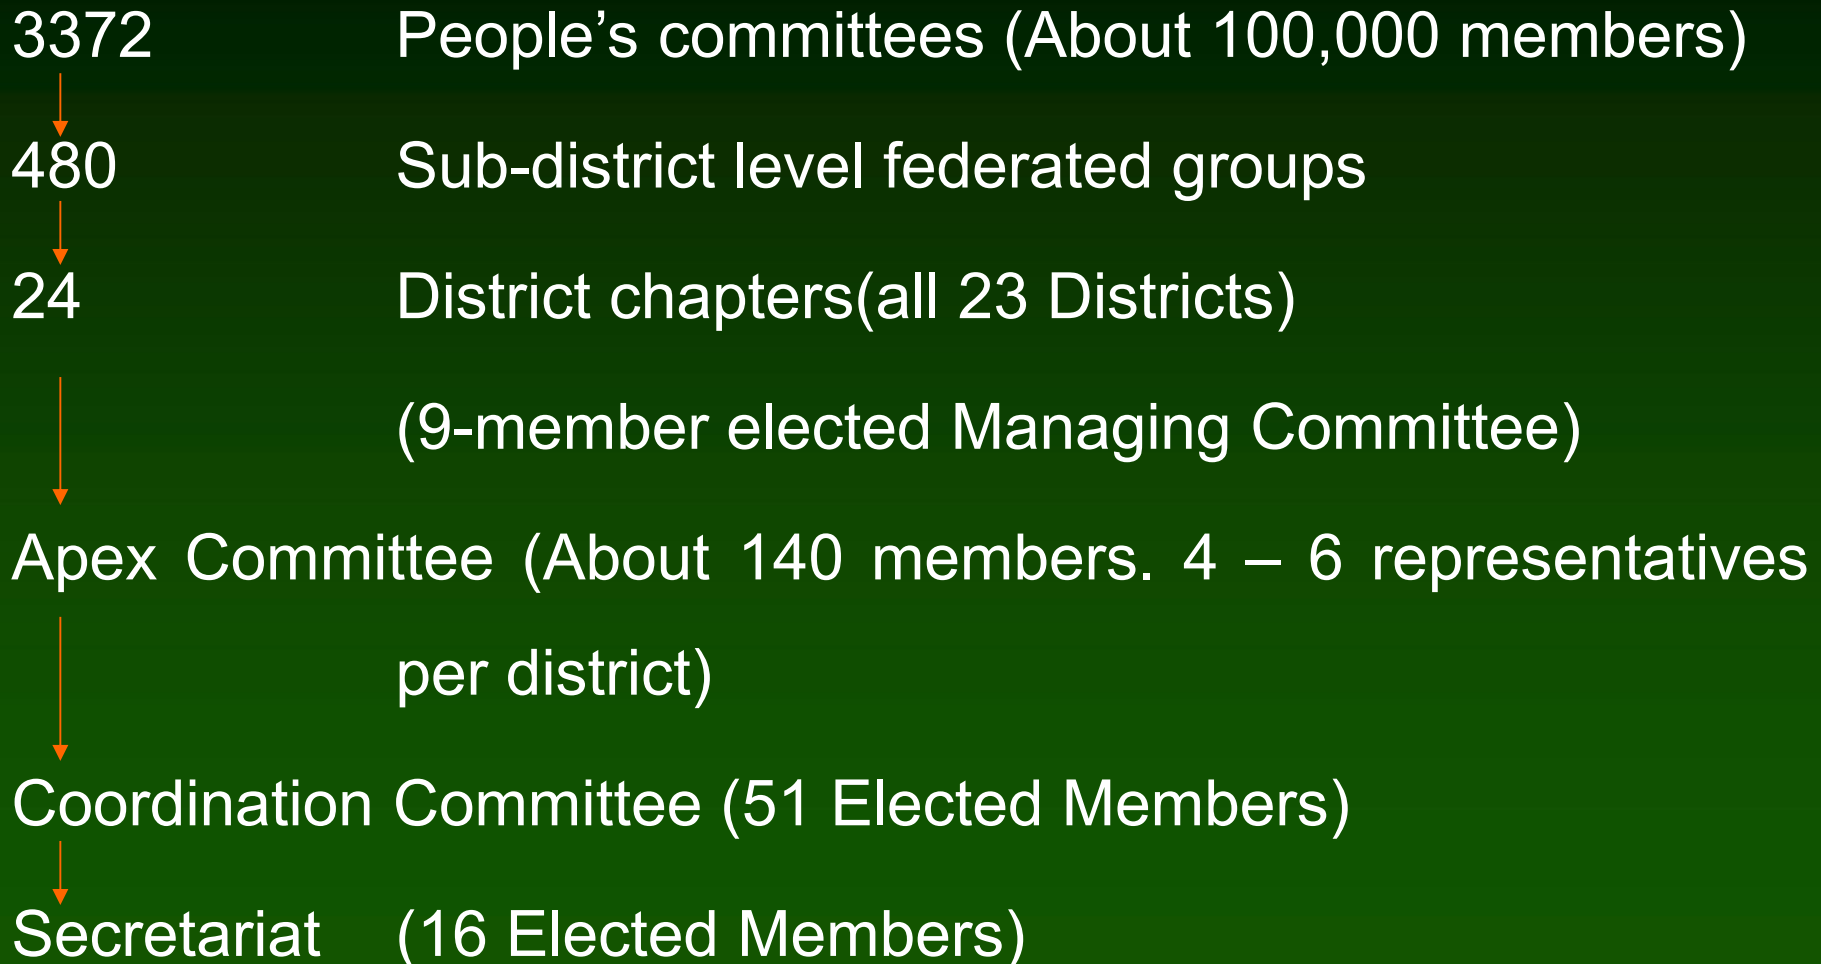 3372 People’s committees (About 100,000 members)
480 Sub-district level federated groups
24 District chapters(all 23 Districts)
(9-member elected Managing Committee)
Apex Committee (About 140 members. 4 – 6 representatives
per district)
Coordination Committee (51 Elected Members)
Secretariat (16 Elected Members)